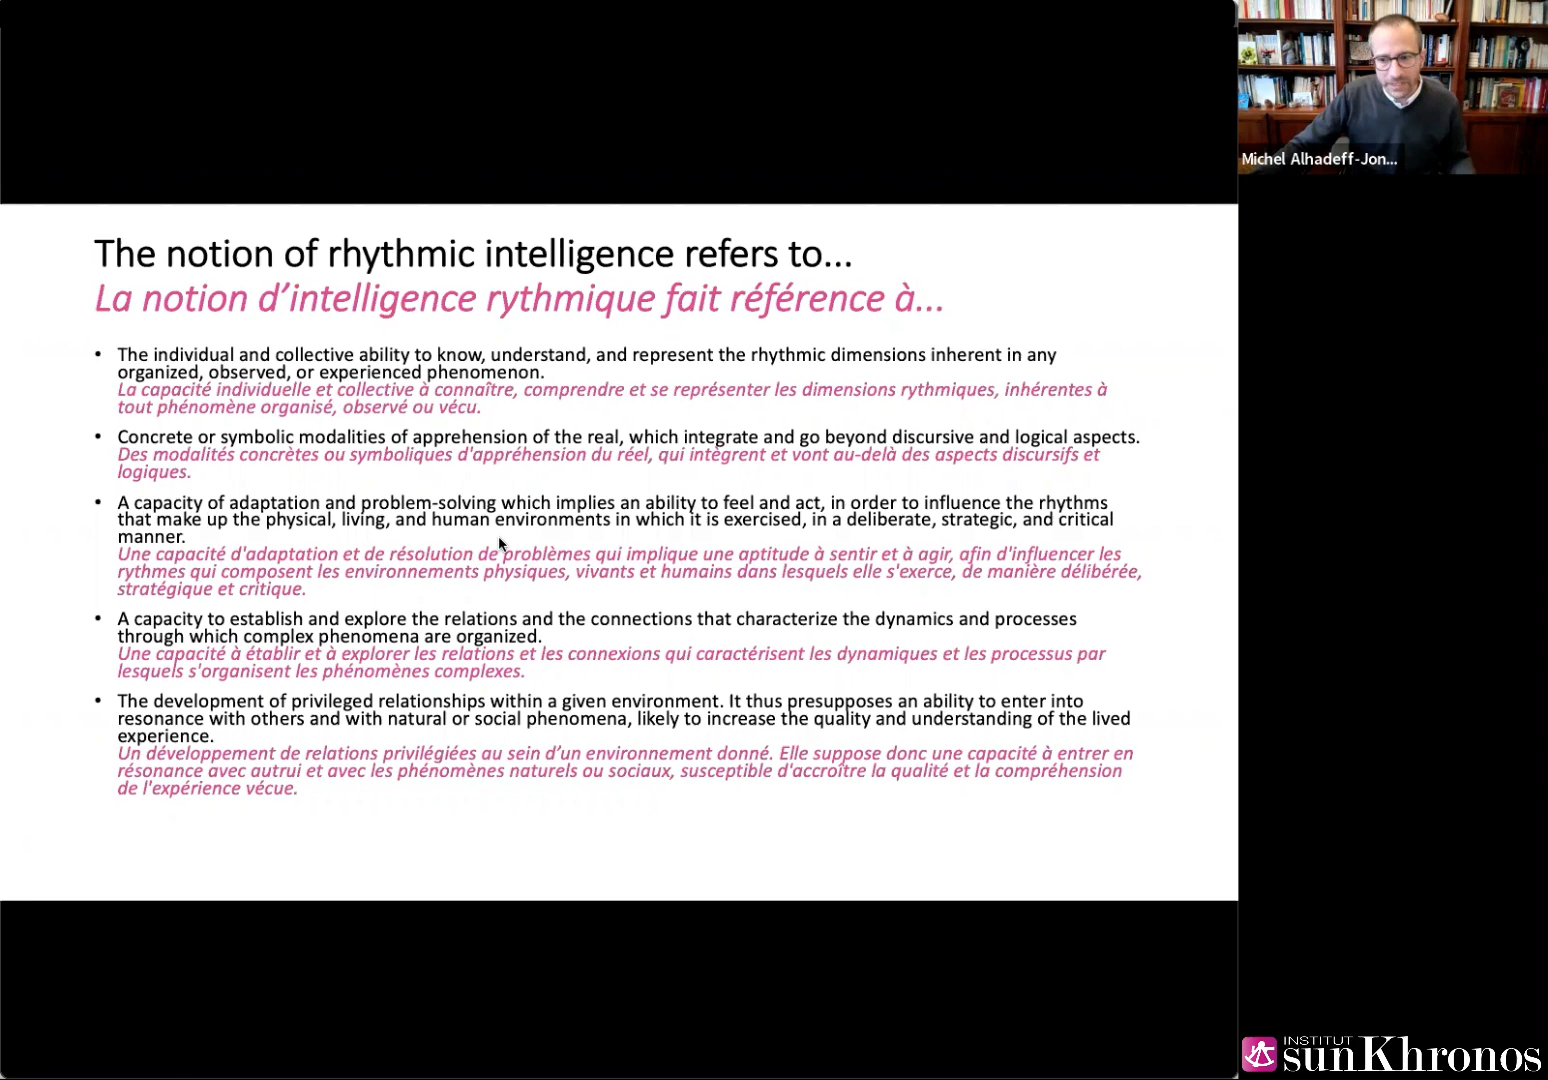 The notion of rhythmic intelligence refers to...
La notion d’intelligence rythmique fait référence à...
• The individual and collective ability to know, understand, and represent the rhythmic dimensions inherent in any
organized, observed, or experienced phenomenon.
La capacité individuelle et collective à connaître, comprendre et se représenter les dimensions rythmiques, inhérentes à
tout phénomène organisé, observé ou vécu.
• Concrete or symbolic modalities of apprehension of the real, which integrate and go beyond discursive and logical aspects.
Des modalités concrètes ou symboliques d'appréhension du réel, qui intègrent et vont au-delà des aspects discursifs et
logiques.
• A capacity of adaptation and problem-solving which implies an ability to feel and act, in order to influence the rhythms
that make up the physical, living, and human environments in which it is exercised, in a deliberate, strategic, and critical
manner.
Une capacité d'adaptation et de résolution de problèmes qui implique une aptitude à sentir et à agir, afin d'influencer les
rythmes qui composent les environnements physiques, vivants et humains dans lesquels elle s'exerce, de manière délibérée,
stratégique et critique.
• A capacity to establish and explore the relations and the connections that characterize the dynamics and processes
through which complex phenomena are organized.
Une capacité à établir et à explorer les relations et les connexions qui caractérisent les dynamiques et les processus par
lesquels s'organisent les phénomènes complexes.
• The development of privileged relationships within a given environment. It thus presupposes an ability to enter into
resonance with others and with natural or social phenomena, likely to increase the quality and understanding of the lived
experience.
Un développement de relations privilégiées au sein d’un environnement donné. Elle suppose donc une capacité à entrer en
résonance avec autrui et avec les phénomènes naturels ou sociaux, susceptible d'accroître la qualité et la compréhension
de l'expérience vécue.
Michel Alhadeff-Jon...
INSTITUT
sunKhronos